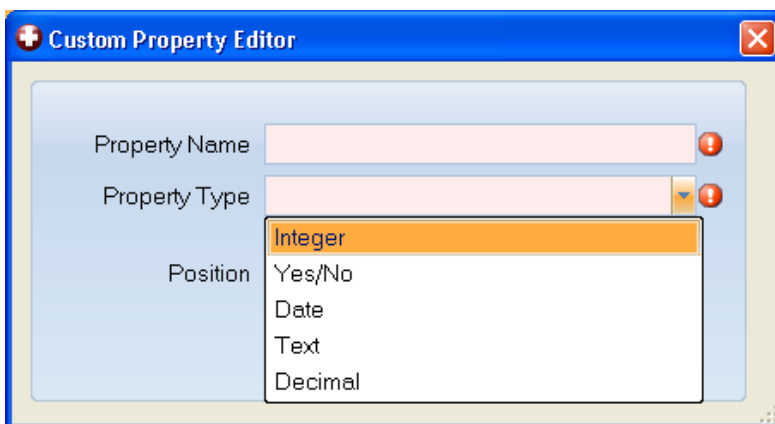 Custom Property Editor
Property Name
Property Type
Integer
Position
Yes/No
Date
Text
Decimal